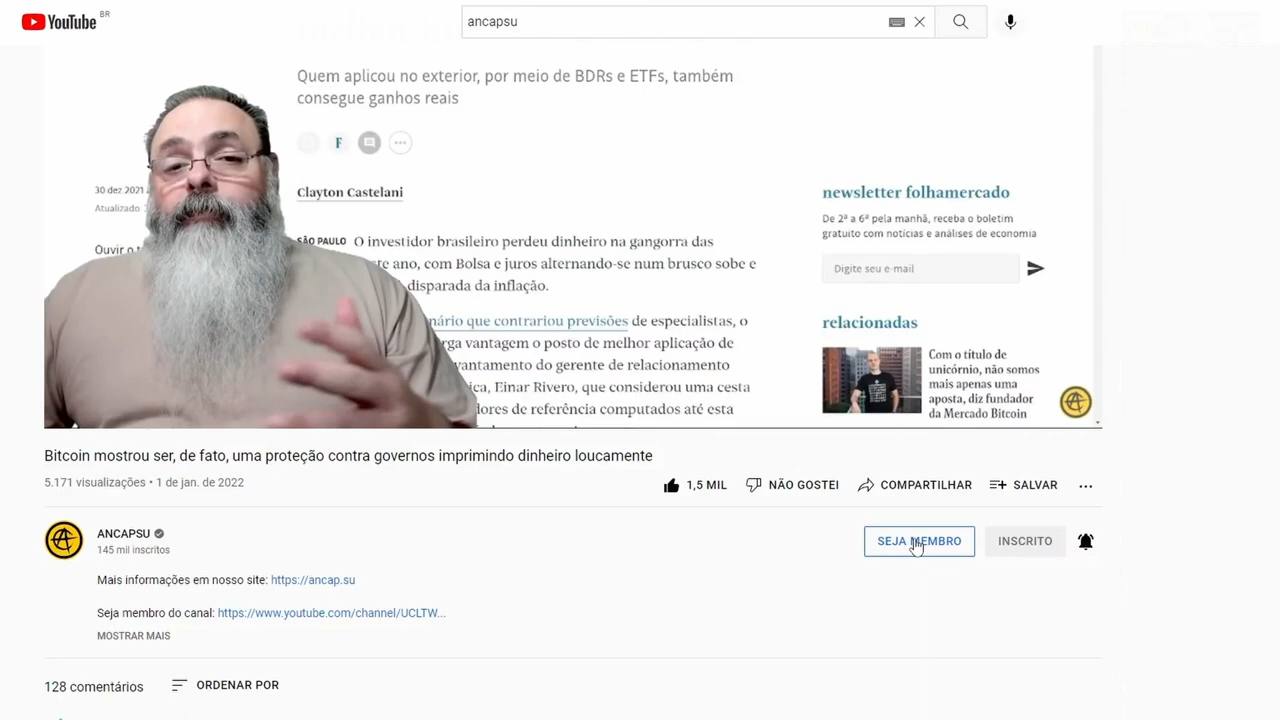 YouTube BR
ancapsu
Quem aplicou no exterior, por meio de BDRs e ETFs, também
consegue ganhos reais
F
30 dez 2021
Atualizado
Clayton Castelani
newsletter folhamercado
De 2ª a 6ª pela manhã, receba o boletim
gratuito com notícias e análises de economia
Digite seu e-mail
Ouvir o t
SÃO PAULO O investidor brasileiro perdeu dinheiro na gangorra das
te ano, com Bolsa e juros alternando-se num brusco sobe e
disparada da inflação.
nário que contrariou previsões de especialistas, o
rga vantagem o posto de melhor aplicação de
vantamento do gerente de relacionamento
ica, Einar Rivero, que considerou uma cesta
dores de referência computados até esta
relacionadas
Com o título de
unicórnio, não somos
mais apenas uma
aposta, diz fundador
da Mercado Bitcoin
Bitcoin mostrou ser, de fato, uma proteção contra governos imprimindo dinheiro loucamente
5.171 visualizações • 1 de jan. de 2022
1,5 MIL NÃO GOSTEI COMPARTILHAR SALVAR
ANCAPSU
145 mil inscritos
SEJA MEMBRO INSCRITO
Mais informações em nosso site: https://ancap.su
Seja membro do canal: https://www.youtube.com/channel/UCLTW...
MOSTRAR MAIS
128 comentários ORDENAR POR